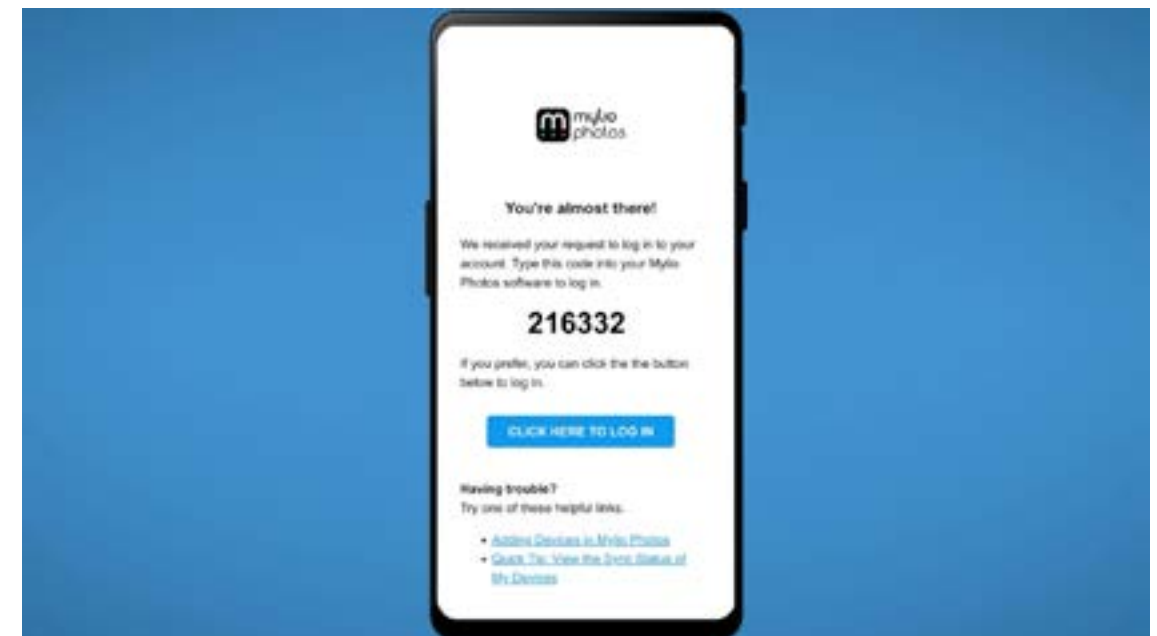 mylio
photos
You're almost there!
We received your request to log in to your
account. Type this code into your Mylio
Photos software to log in.
216332
If you prefer, you can click the the button
below to log in.
CLICK HERE TO LOG IN
Having trouble?
Try one of these helpful links.
• Adding Devices in Mylio Photos
• Quick Tip: View the Sync Status of
My Devices